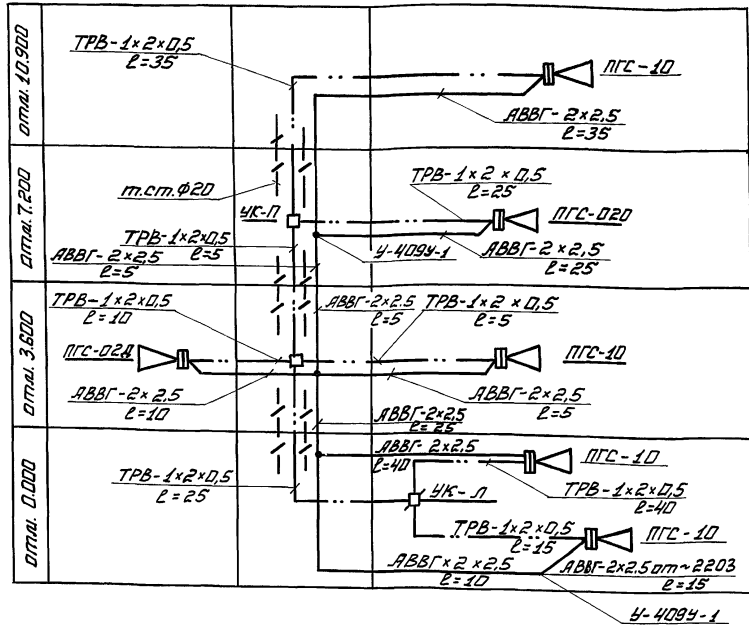 отм. 10.900
ТРВ-1×2×0,5
ℓ=35
ПГС-10
АВВГ-2×2,5
ℓ=35
отм. 7.200
т.ст.Ф20
УК-П
ТРВ-1×2×0,5
ℓ=25
ПГС-020
У-409У-1
АВВГ-2×2,5
ℓ=25
ТРВ-1×2×0,5
ℓ=5
АВВГ-2×2,5
ℓ=5
отм. 3.600
ТРВ-1×2×0,5
ℓ=10
АВВГ-2×2.5
ℓ=5
ТРВ-1×2×0,5
ℓ=5
ПГС-02Д
ПГС-10
АВВГ-2×2,5
ℓ=10
АВВГ-2×2,5
ℓ=5
АВВГ-2×2,5
ℓ=25
отм. 0.000
АВВГ-2×2,5
ℓ=40
ПГС-10
ТРВ-1×2×0,5
ℓ=25
УК-Л
ТРВ-1×2×0,5
ℓ=40
ТРВ-1×2×0,5
ℓ=15
ПГС-10
АВВГ×2×2,5
ℓ=10
АВВГ-2×2.5 от ~220В
ℓ=15
У-409У-1